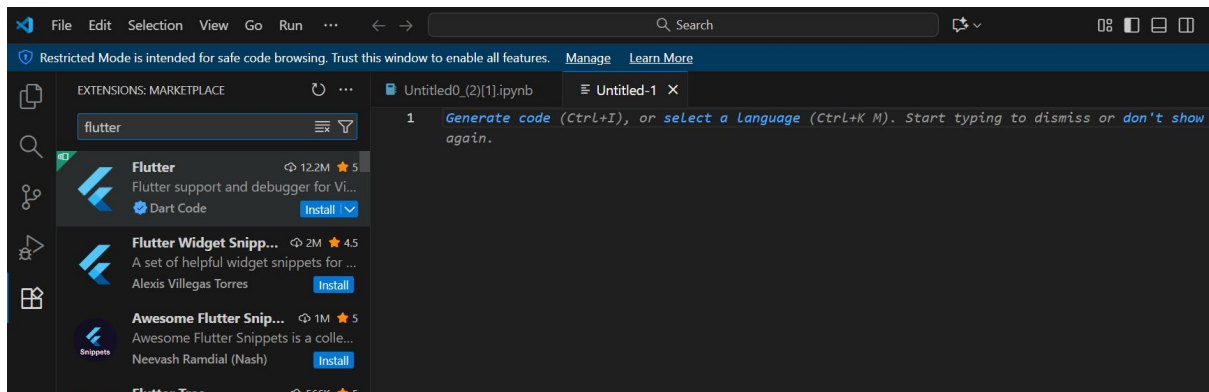 File Edit Selection View Go Run ··· Search
Restricted Mode is intended for safe code browsing. Trust this window to enable all features. Manage Learn More
EXTENSIONS: MARKETPLACE
Untitled0_(2)[1].ipynb
Untitled-1
flutter
1 Generate code (Ctrl+I), or select a language (Ctrl+K M). Start typing to dismiss or don't show
again.
Flutter 12.2M 5
Flutter support and debugger for Vi...
Dart Code Install
Flutter Widget Snipp... 2M 4.5
A set of helpful widget snippets for ...
Alexis Villegas Torres Install
Awesome Flutter Snip... 1M 5
Awesome Flutter Snippets is a colle...
Snippets
Neevash Ramdial (Nash) Install